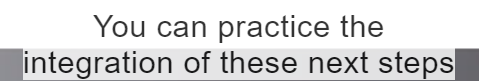 You can practice the
integration of these next steps